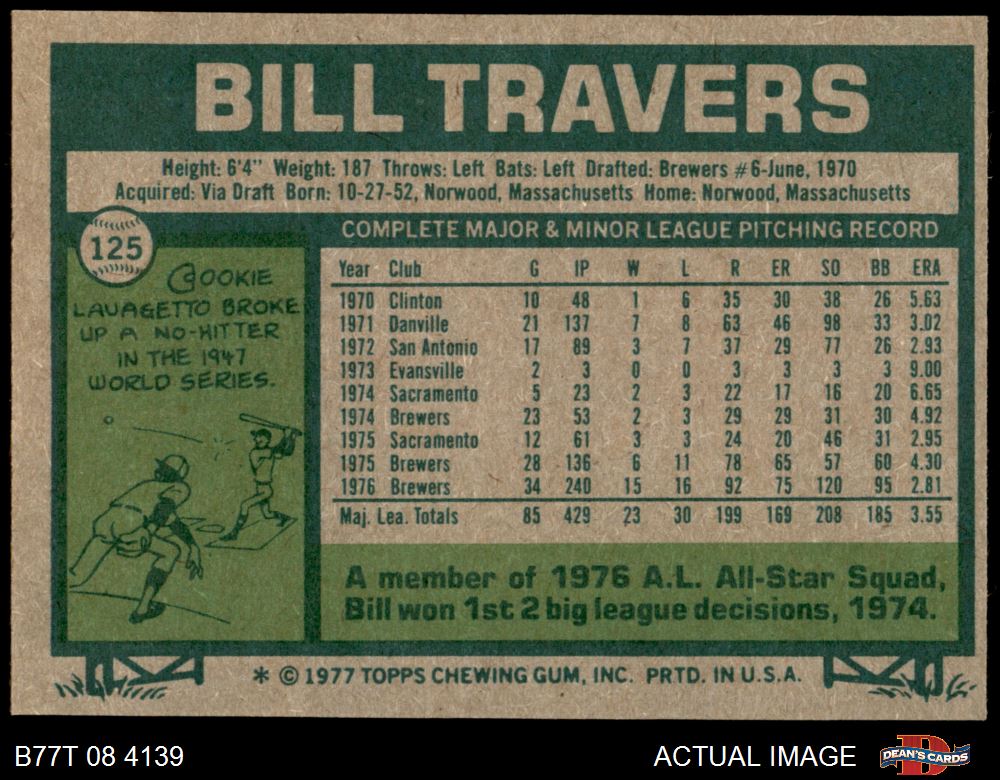 BILL TRAVERS
Height: 6'4" Weight: 187 Throws: Left Bats: Left Drafted: Brewers #6-June, 1970
Acquired: Via Draft Born: 10-27-52, Norwood, Massachusetts Home: Norwood, Massachusetts
125
COOKIE
LAVAGETTO BROKE
UP A NO-HITTER
IN THE 1947
WORLD SERIES.
COMPLETE MAJOR & MINOR LEAGUE PITCHING RECORD
Year Club G IP W L R ER SO BB ERA
1970 Clinton 10 48 1 6 35 30 38 26 5.63
1971 Danville 21 137 7 8 63 46 98 33 3.02
1972 San Antonio 17 89 3 7 37 29 77 26 2.93
1973 Evansville 2 3 0 0 3 3 3 3 9.00
1974 Sacramento 5 23 2 3 22 17 16 20 6.65
1974 Brewers 23 53 2 3 29 29 31 30 4.92
1975 Sacramento 12 61 3 3 24 20 46 31 2.95
1975 Brewers 28 136 6 11 78 65 57 60 4.30
1976 Brewers 34 240 15 16 92 75 120 95 2.81
Maj. Lea. Totals 85 429 23 30 199 169 208 185 3.55
A member of 1976 A.L. All-Star Squad,
Bill won 1st 2 big league decisions, 1974.
* © 1977 TOPPS CHEWING GUM, INC. PRTD. IN U.S.A.
B77T 08 4139
ACTUAL IMAGE
DEAN'S CARDS